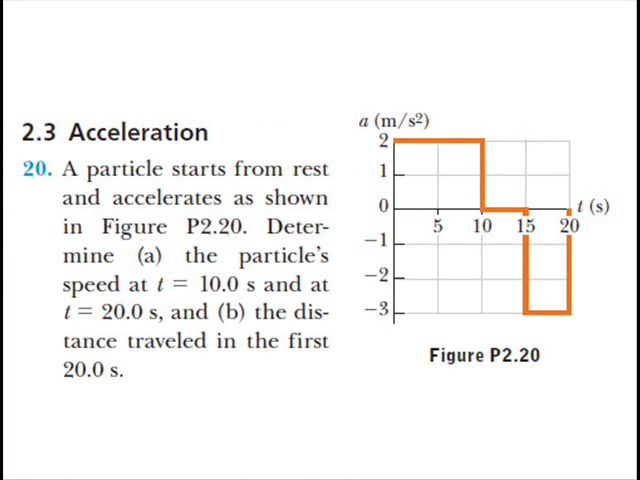 2.3 Acceleration
20. A particle starts from rest
and accelerates as shown
in Figure P2.20. Deter-
mine (a) the particle's
speed at t = 10.0 s and at
t = 20.0 s, and (b) the dis-
tance traveled in the first
20.0 s.
a (m/s²)
2
1
0
t (s)
5 10 15 20
−1
−2
−3
Figure P2.20